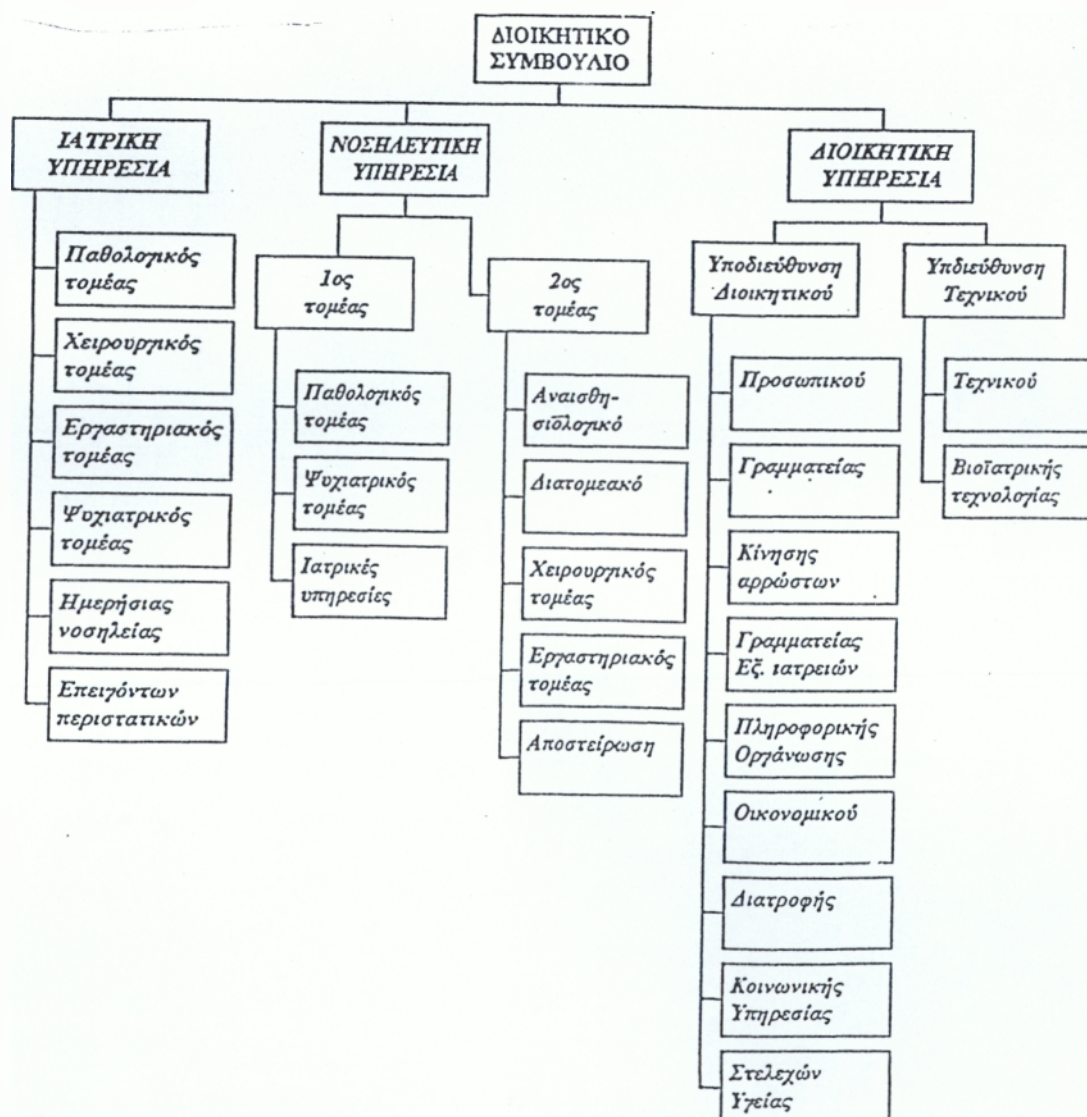 ΔΙΟΙΚΗΤΙΚΟ
ΣΥΜΒΟΥΛΙΟ
ΙΑΤΡΙΚΗ
ΥΠΗΡΕΣΙΑ
Παθολογικός
τομέας
Χειρουργικός
τομέας
Εργαστηριακός
τομέας
Ψυχιατρικός
τομέας
Ημερήσιας
νοσηλείας
Επειγόντων
περιστατικών
ΝΟΣΗΛΕΥΤΙΚΗ
ΥΠΗΡΕΣΙΑ
1ος
τομέας
Παθολογικός
τομέας
Ψυχιατρικός
τομέας
Ιατρικές
υπηρεσίες
2ος
τομέας
Αναισθη-
σιολογικό
Διατομεακό
Χειρουργικός
τομέας
Εργαστηριακός
τομέας
Αποστείρωση
ΔΙΟΙΚΗΤΙΚΗ
ΥΠΗΡΕΣΙΑ
Υποδιεύθυνση
Διοικητικού
Προσωπικού
Γραμματείας
Κίνησης
αρρώστων
Γραμματείας
Εξ. ιατρειών
Πληροφορικής
Οργάνωσης
Οικονομικού
Διατροφής
Κοινωνικής
Υπηρεσίας
Στελεχών
Υγείας
Υπδιεύθυνση
Τεχνικού
Τεχνικού
Βιοϊατρικής
τεχνολογίας